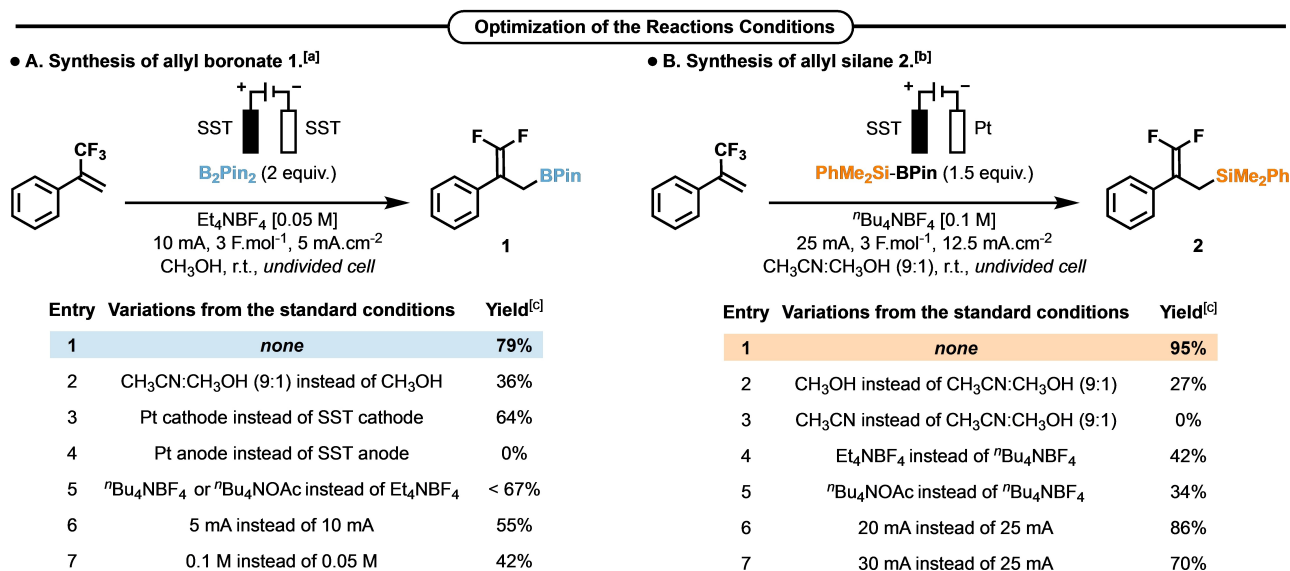 Optimization of the Reactions Conditions
● A. Synthesis of allyl boronate 1.[a]
+ −
SST SST
CF3
B2Pin2 (2 equiv.)
Et4NBF4 [0.05 M]
10 mA, 3 F.mol-1, 5 mA.cm-2
CH3OH, r.t., undivided cell
F F
BPin
1
Entry Variations from the standard conditions Yield[c]
1 none 79%
2 CH3CN:CH3OH (9:1) instead of CH3OH 36%
3 Pt cathode instead of SST cathode 64%
4 Pt anode instead of SST anode 0%
5 nBu4NBF4 or nBu4NOAc instead of Et4NBF4 < 67%
6 5 mA instead of 10 mA 55%
7 0.1 M instead of 0.05 M 42%
● B. Synthesis of allyl silane 2.[b]
+ −
SST Pt
CF3
PhMe2Si-BPin (1.5 equiv.)
nBu4NBF4 [0.1 M]
25 mA, 3 F.mol-1, 12.5 mA.cm-2
CH3CN:CH3OH (9:1), r.t., undivided cell
F F
SiMe2Ph
2
Entry Variations from the standard conditions Yield[c]
1 none 95%
2 CH3OH instead of CH3CN:CH3OH (9:1) 27%
3 CH3CN instead of CH3CN:CH3OH (9:1) 0%
4 Et4NBF4 instead of nBu4NBF4 42%
5 nBu4NOAc instead of nBu4NBF4 34%
6 20 mA instead of 25 mA 86%
7 30 mA instead of 25 mA 70%